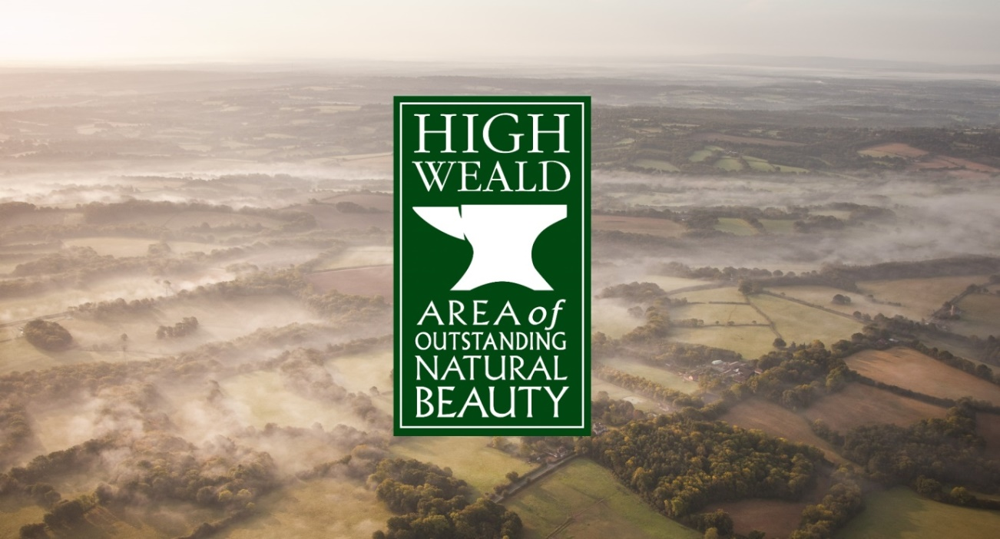 HIGH
WEALD
AREA of
OUTSTANDING
NATURAL
BEAUTY